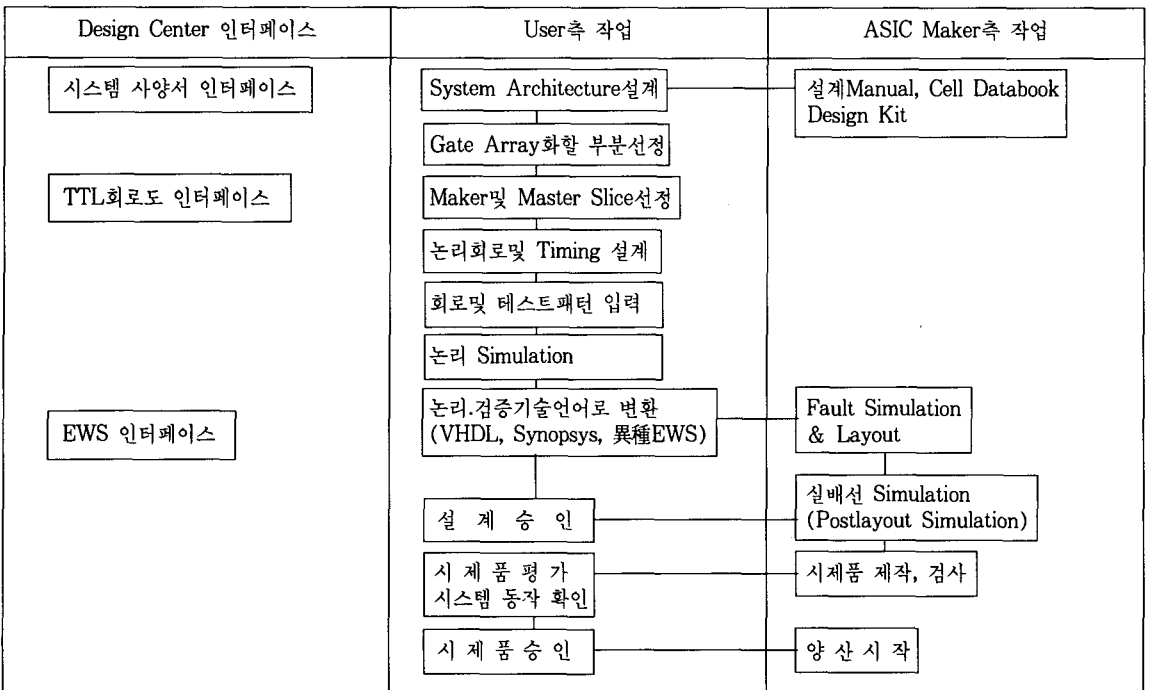 Design Center 인터페이스
User측 작업
ASIC Maker측 작업
시스템 사양서 인터페이스
System Architecture설계
설계Manual, Cell Databook
Design Kit
Gate Array화할 부분선정
TTL회로도 인터페이스
Maker및 Master Slice선정
논리회로및 Timing 설계
회로및 테스트패턴 입력
논리 Simulation
EWS 인터페이스
논리.검증기술언어로 변환
(VHDL, Synopsys, 異種EWS)
Fault Simulation
& Layout
설 계 승 인
실배선 Simulation
(Postlayout Simulation)
시 제 품 평 가
시스템 동작 확인
시제품 제작, 검사
시 제 품 승 인
양 산 시 작